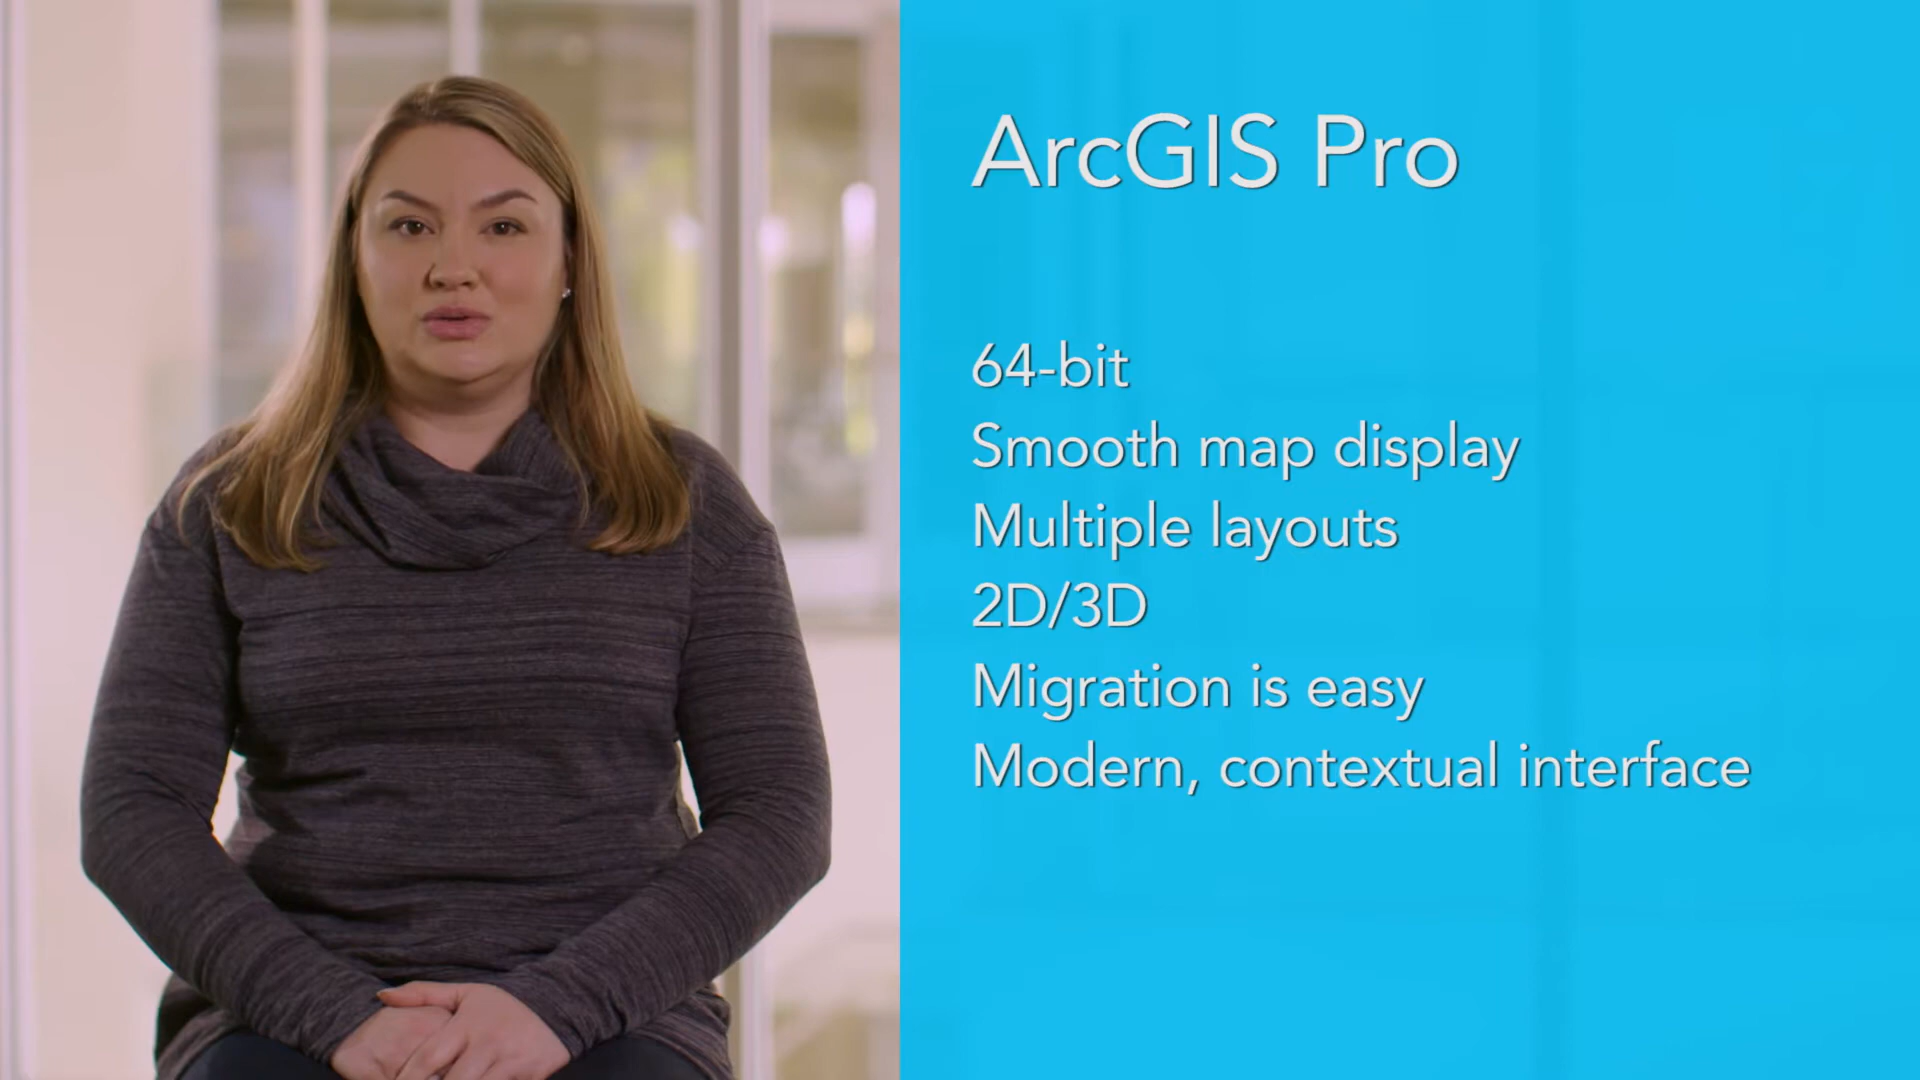 ArcGIS Pro
64-bit
Smooth map display
Multiple layouts
2D/3D
Migration is easy
Modern, contextual interface